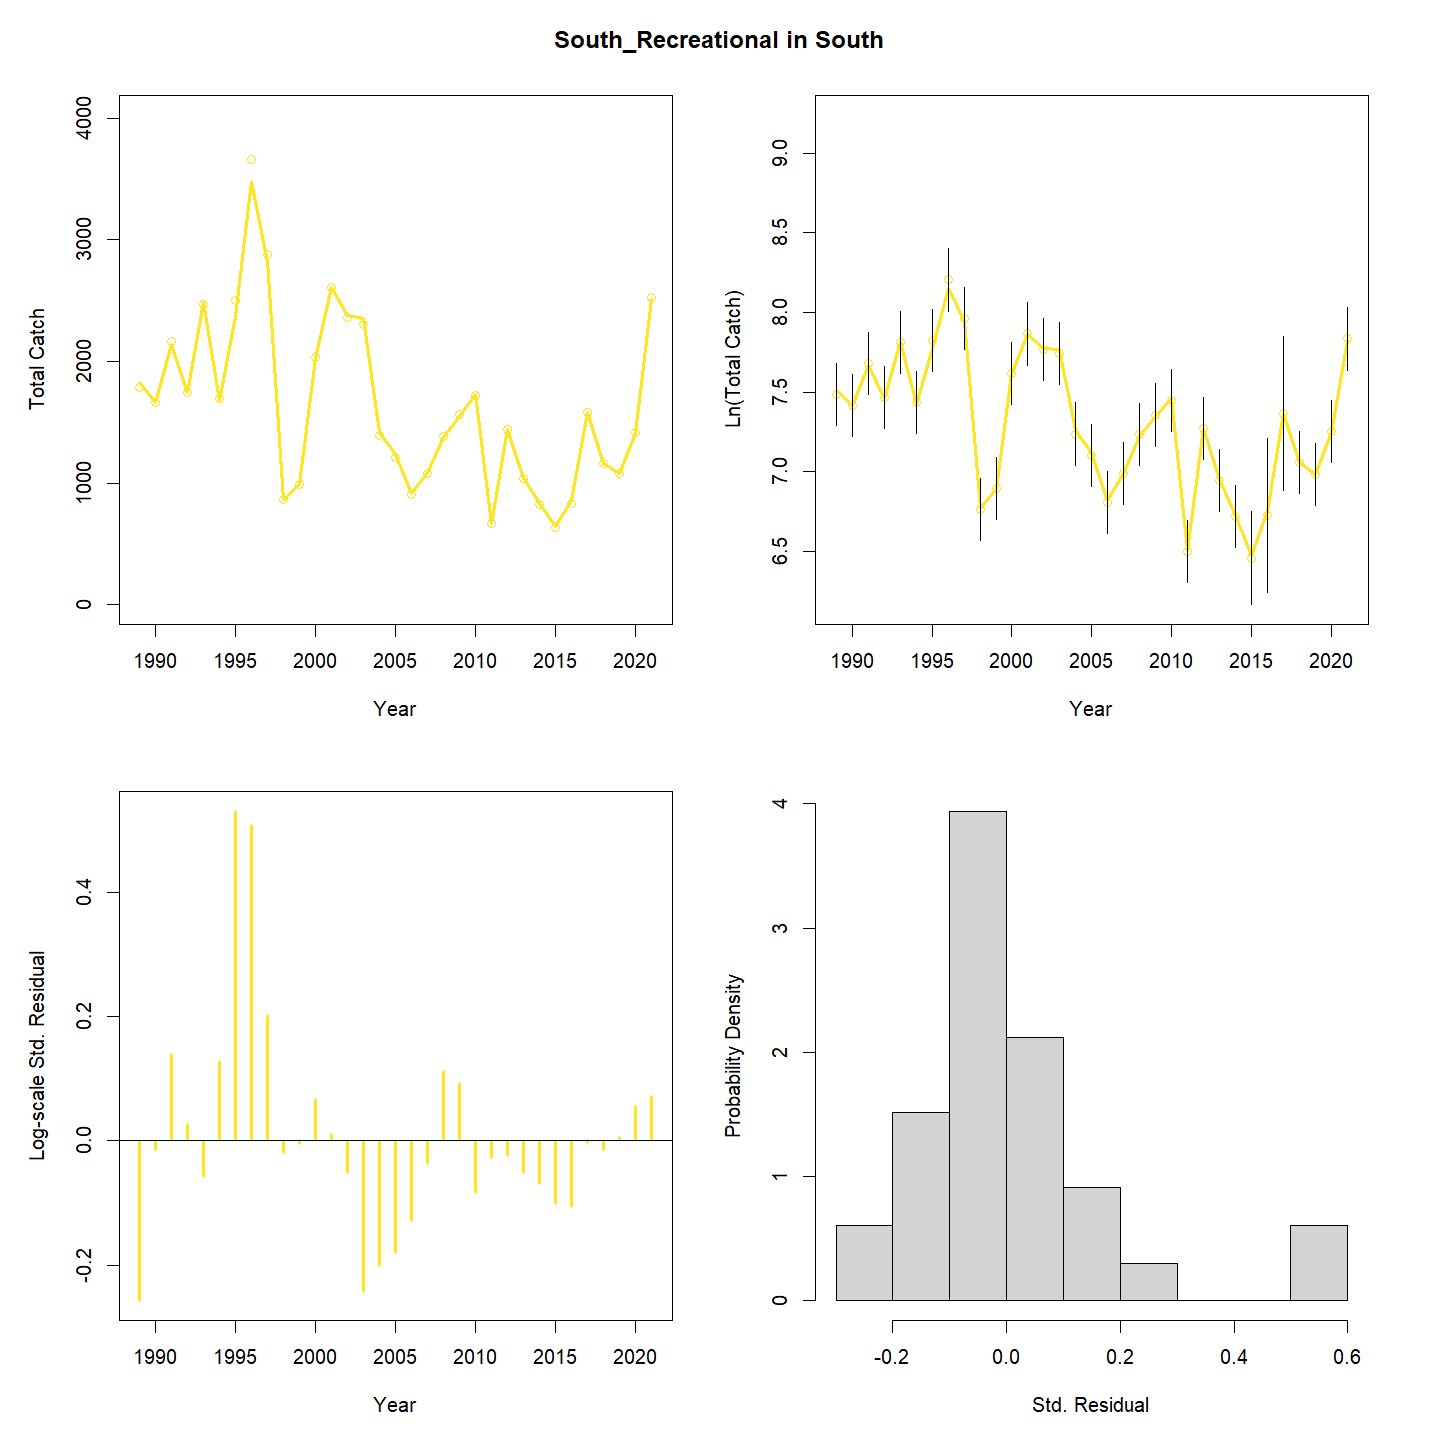 South_Recreational in South
Total Catch
4000
3000
2000
1000
0
1990 1995 2000 2005 2010 2015 2020
Year
Ln(Total Catch)
9.0
8.5
8.0
7.5
7.0
6.5
1990 1995 2000 2005 2010 2015 2020
Year
Log-scale Std. Residual
0.4
0.2
0.0
-0.2
1990 1995 2000 2005 2010 2015 2020
Year
Probability Density
4
3
2
1
0
-0.2 0.0 0.2 0.4 0.6
Std. Residual